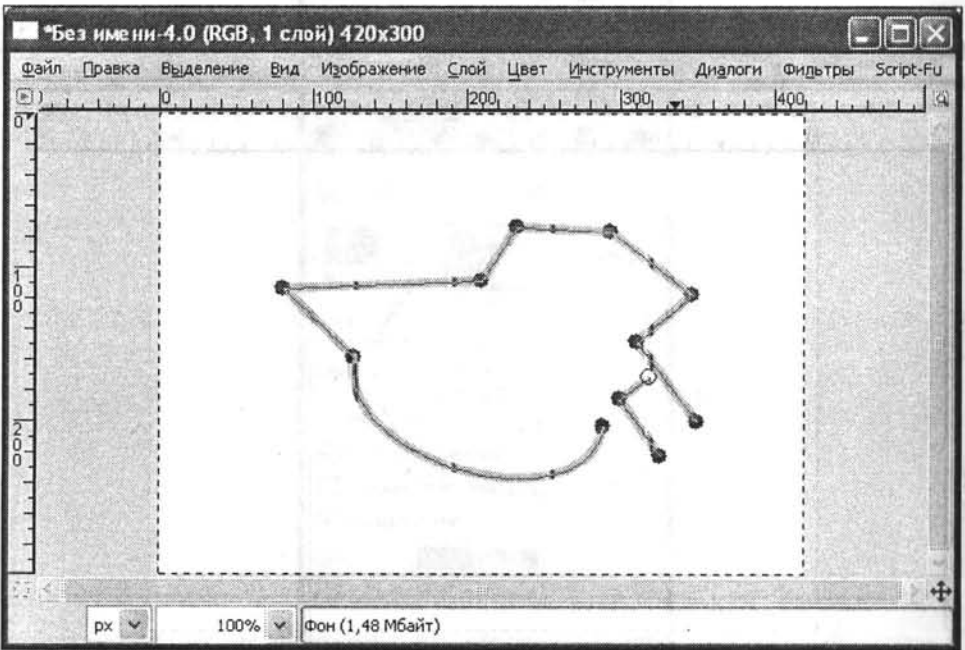 *Без имени-4.0 (RGB, 1 слой) 420x300
Файл Правка Выделение Вид Изображение Слой Цвет Инструменты Диалоги Фильтры Script-Fu
0 100 200 300 400
0
100
200
px 100% Фон (1,48 Мбайт)